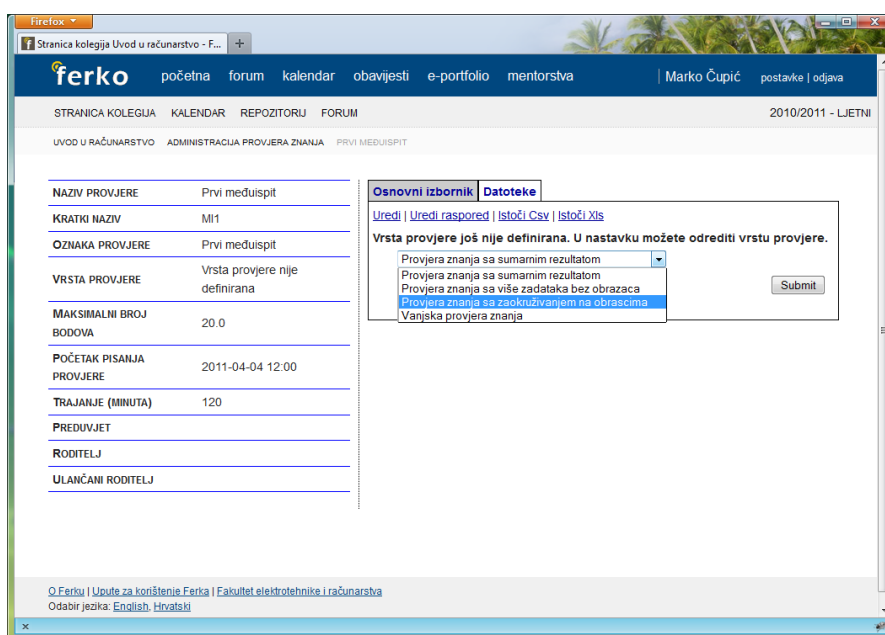 Firefox
Stranica kolegija Uvod u računarstvo - F...
ferko početna forum kalendar obavijesti e-portfolio mentorstva | Marko Čupić postavke | odjava
STRANICA KOLEGIJA KALENDAR REPOZITORIJ FORUM 2010/2011 - LJETNI
UVOD U RAČUNARSTVO ADMINISTRACIJA PROVJERA ZNANJA PRVI MEĐUISPIT
NAZIV PROVJERE Prvi međuispit
KRATKI NAZIV MI1
OZNAKA PROVJERE Prvi međuispit
VRSTA PROVJERE Vrsta provjere nije
definirana
MAKSIMALNI BROJ
BODOVA 20.0
POČETAK PISANJA
PROVJERE 2011-04-04 12:00
TRAJANJE (MINUTA) 120
PREDUVJET
RODITELJ
ULANČANI RODITELJ
Osnovni izbornik Datoteke
Uredi | Uredi raspored | Istoči Csv | Istoči Xls
Vrsta provjere još nije definirana. U nastavku možete odrediti vrstu provjere.
Provjera znanja sa sumarnim rezultatom
Provjera znanja sa sumarnim rezultatom
Provjera znanja sa više zadataka bez obrazaca
Provjera znanja sa zaokruživanjem na obrascima
Vanjska provjera znanja
Submit
O Ferku | Upute za korištenje Ferka | Fakultet elektrotehnike i računarstva
Odabir jezika: English, Hrvatski